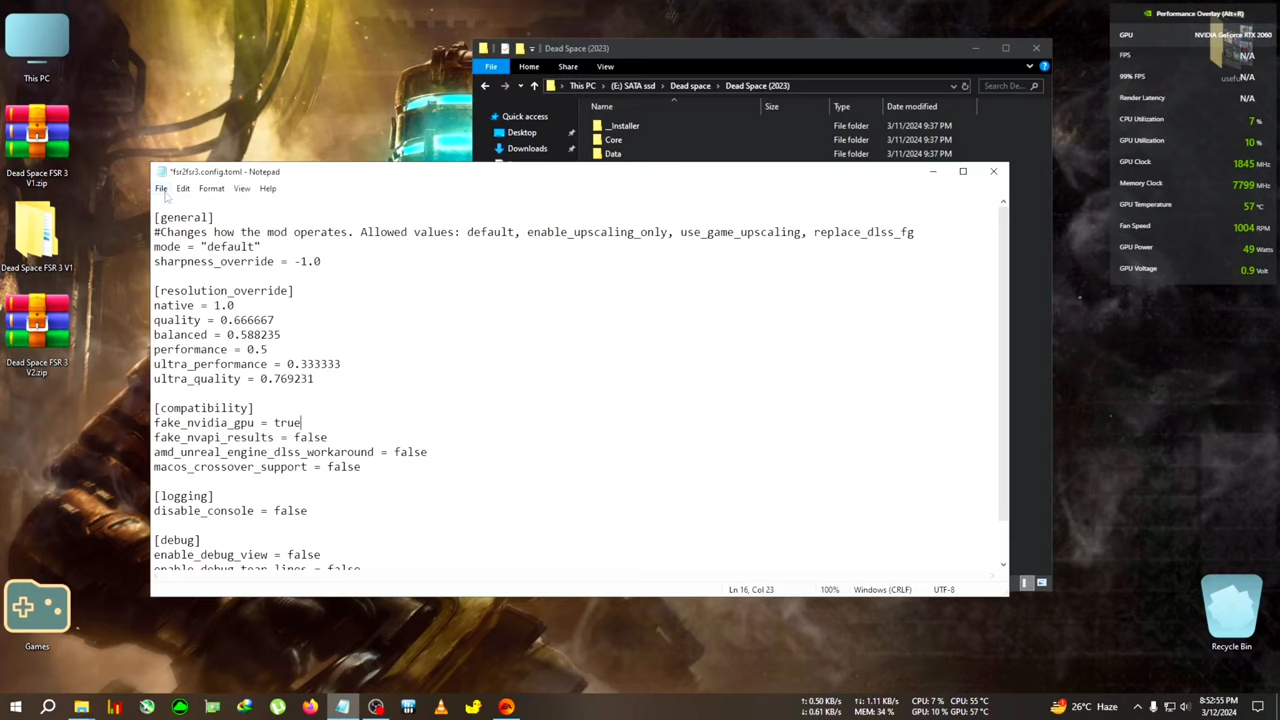 This PC
Dead Space FSR 3
V1.zip
Dead Space FSR 3 V1
Dead Space FSR 3
V2.zip
Games
Dead Space (2023)
File
Home
Share
View
This PC
(E:) SATA ssd
Dead space
Dead Space (2023)
Search De...
Name
Size
Type
Date modified
Quick access
Desktop
Downloads
__Installer
File folder
3/11/2024 9:37 PM
Core
File folder
3/11/2024 9:37 PM
Data
File folder
3/11/2024 9:37 PM
*fsr2fsr3.config.toml - Notepad
File
Edit
Format
View
Help
[general]
#Changes how the mod operates. Allowed values: default, enable_upscaling_only, use_game_upscaling, replace_dlss_fg
mode = "default"
sharpness_override = -1.0
[resolution_override]
native = 1.0
quality = 0.666667
balanced = 0.588235
performance = 0.5
ultra_performance = 0.333333
ultra_quality = 0.769231
[compatibility]
fake_nvidia_gpu = true
fake_nvapi_results = false
amd_unreal_engine_dlss_workaround = false
macos_crossover_support = false
[logging]
disable_console = false
[debug]
enable_debug_view = false
enable_debug_tear_lines = false
Ln 16, Col 23
100%
Windows (CRLF)
UTF-8
Performance Overlay (Alt+R)
GPU NVIDIA GeForce RTX 2060
FPS N/A
99% FPS N/A
Render Latency N/A
CPU Utilization 7 %
GPU Utilization 10 %
GPU Clock 1845 MHz
Memory Clock 7799 MHz
GPU Temperature 57 °C
Fan Speed 1004 RPM
GPU Power 49 Watts
GPU Voltage 0.9 Volt
Recycle Bin
↑: 0.50 KB/s
↓: 0.61 KB/s
↑↓: 1.11 KB/s
MEM: 34 %
CPU: 7 %
GPU: 10 %
CPU: 55 °C
GPU: 57 °C
26°C Haze
8:52:55 PM
3/12/2024